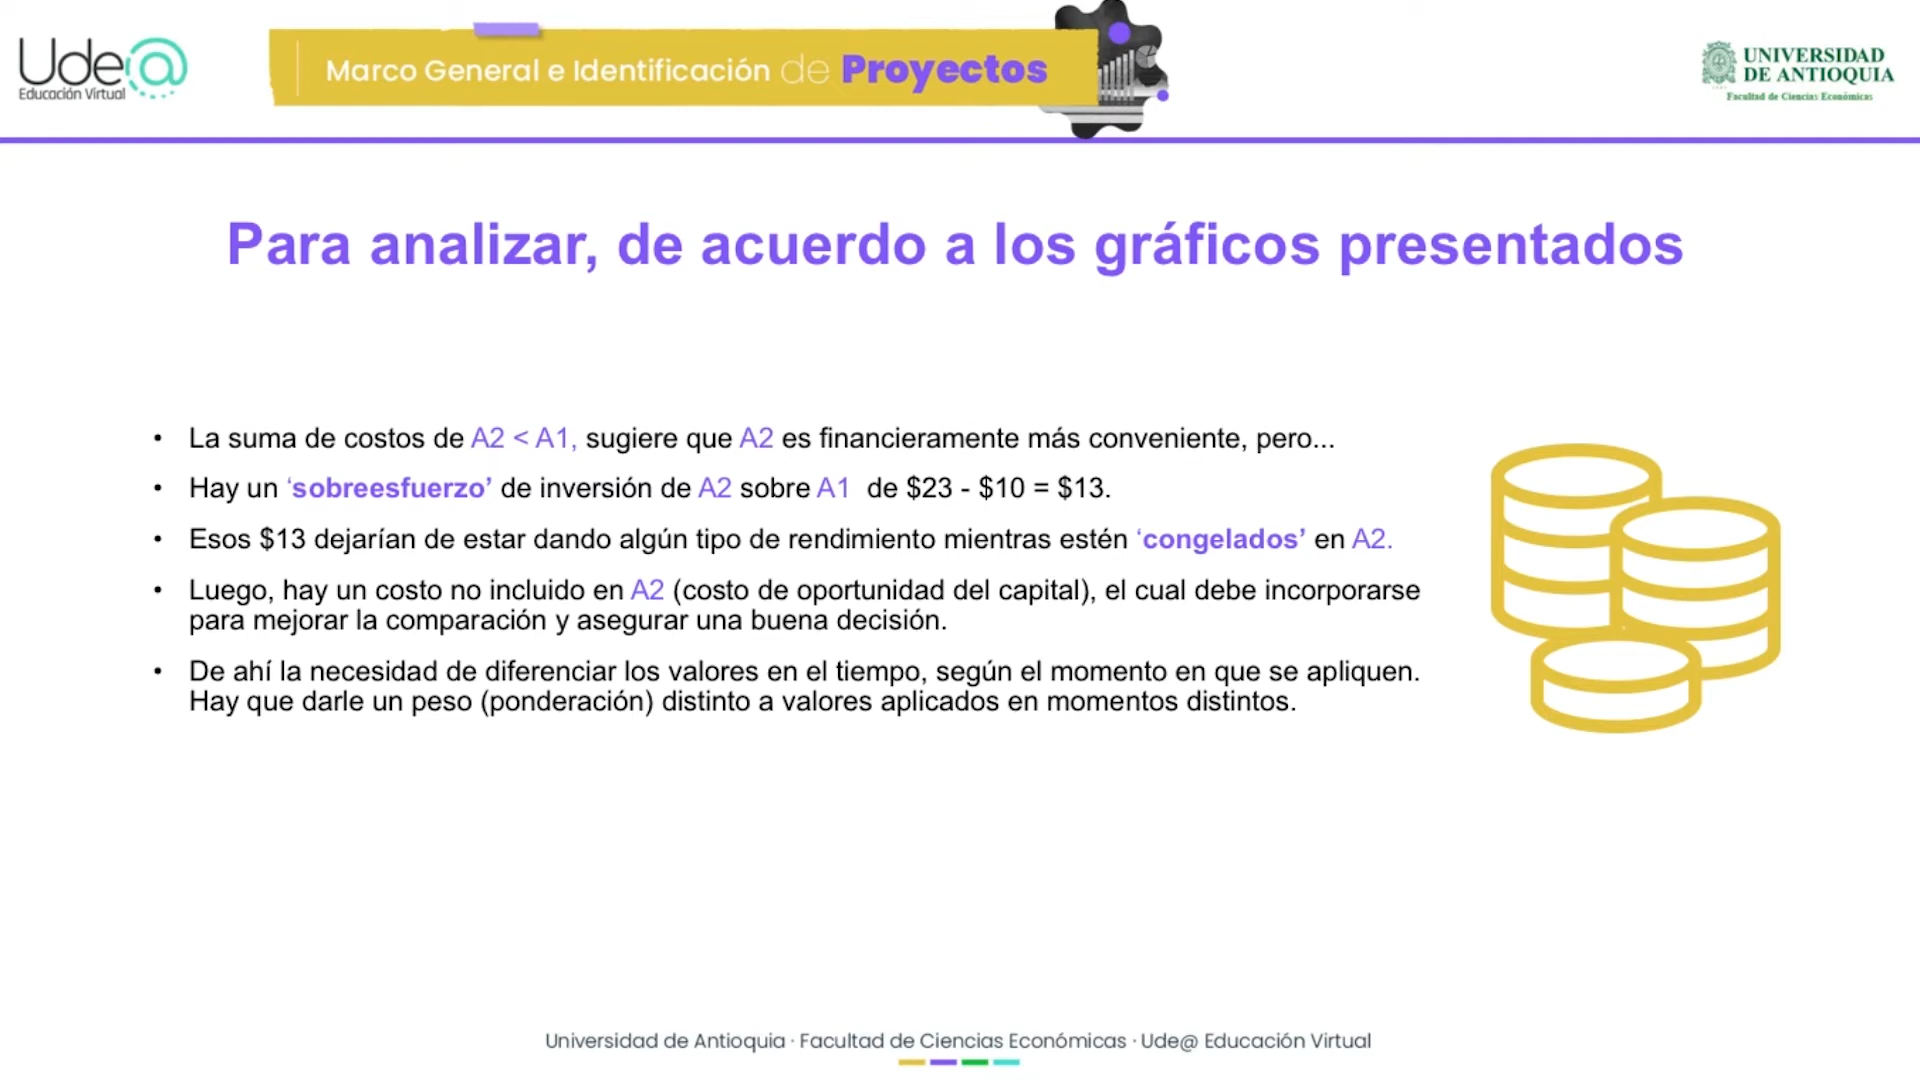 Ude@
Educación Virtual
Marco General e Identificación de Proyectos
UNIVERSIDAD
DE ANTIOQUIA
Facultad de Ciencias Económicas
Para analizar, de acuerdo a los gráficos presentados
• La suma de costos de A2 < A1, sugiere que A2 es financieramente más conveniente, pero...
• Hay un ‘sobreesfuerzo’ de inversión de A2 sobre A1 de $23 - $10 = $13.
• Esos $13 dejarían de estar dando algún tipo de rendimiento mientras estén ‘congelados’ en A2.
• Luego, hay un costo no incluido en A2 (costo de oportunidad del capital), el cual debe incorporarse
para mejorar la comparación y asegurar una buena decisión.
• De ahí la necesidad de diferenciar los valores en el tiempo, según el momento en que se apliquen.
Hay que darle un peso (ponderación) distinto a valores aplicados en momentos distintos.
Universidad de Antioquia · Facultad de Ciencias Económicas · Ude@ Educación Virtual